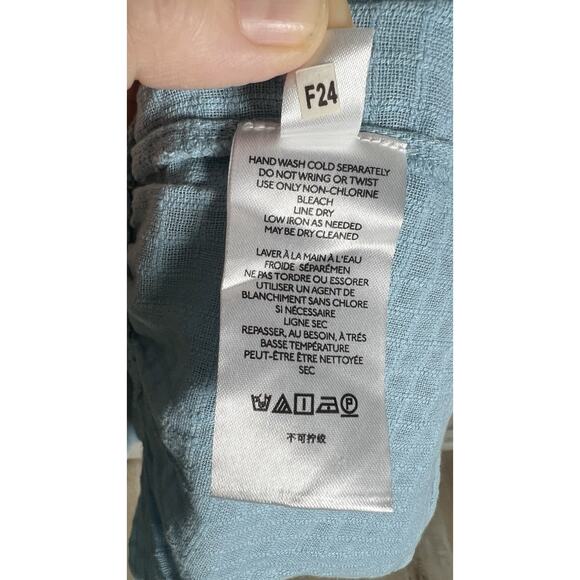 F24
HAND WASH COLD SEPARATELY
DO NOT WRING OR TWIST
USE ONLY NON-CHLORINE
BLEACH
LINE DRY
LOW IRON AS NEEDED
MAY BE DRY CLEANED
LAVER À LA MAIN À L'EAU
FROIDE SÉPARÉMEN
NE PAS TORDRE OU ESSORER
UTILISER UN AGENT DE
BLANCHIMENT SANS CHLORE
SI NÉCESSAIRE
LIGNE SEC
REPASSER, AU BESOIN, À TRÉS
BASSE TEMPÉRATURE
PEUT-ÊTRE ÊTRE NETTOYÉE
SEC
P
不可拧绞